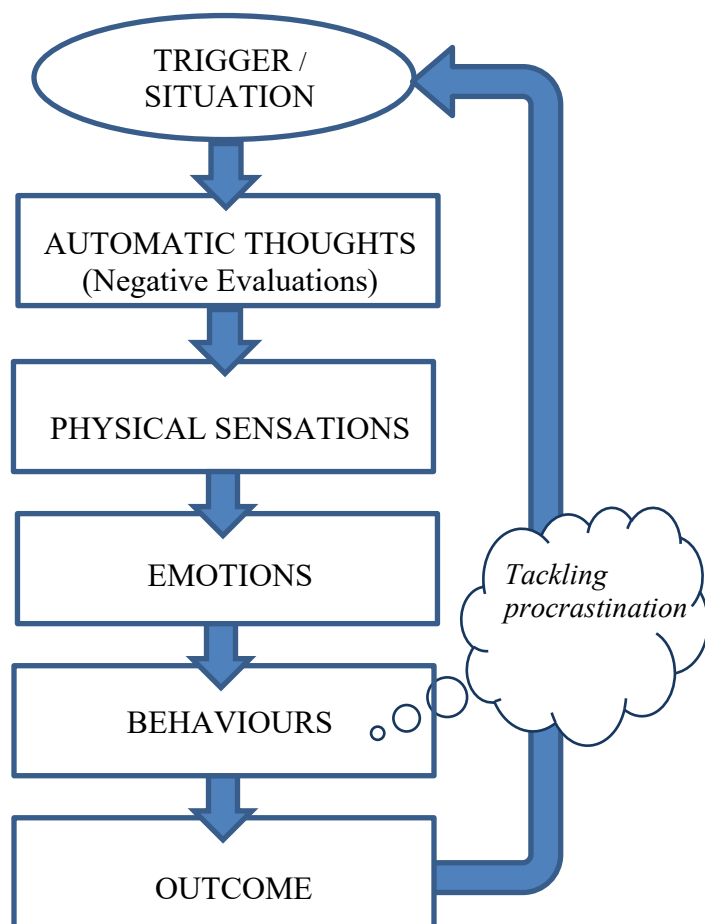 TRIGGER /
SITUATION
AUTOMATIC THOUGHTS
(Negative Evaluations)
PHYSICAL SENSATIONS
EMOTIONS
Tackling
procrastination
BEHAVIOURS
OUTCOME